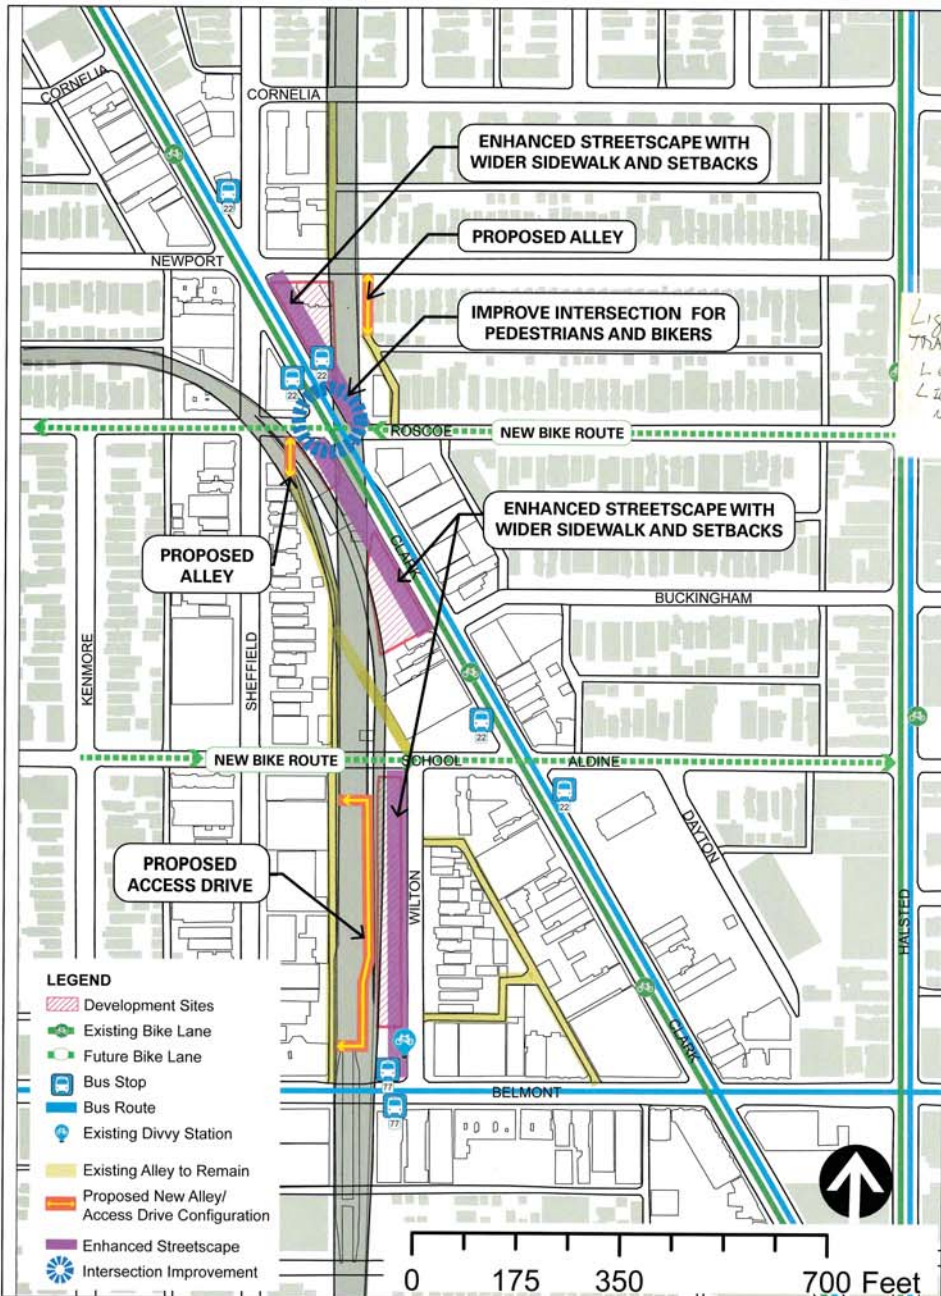 CORNELIA
CORNELIA
ENHANCED STREETSCAPE WITH
WIDER SIDEWALK AND SETBACKS
22
PROPOSED ALLEY
NEWPORT
IMPROVE INTERSECTION FOR
PEDESTRIANS AND BIKERS
22
22
ROSCOE
NEW BIKE ROUTE
ENHANCED STREETSCAPE WITH
WIDER SIDEWALK AND SETBACKS
PROPOSED
ALLEY
CLARK
BUCKINGHAM
KENMORE
SHEFFIELD
22
NEW BIKE ROUTE
SCHOOL
ALDINE
22
DAYTON
PROPOSED
ACCESS DRIVE
WILTON
HALSTED
LEGEND
Development Sites
Existing Bike Lane
Future Bike Lane
Bus Stop
Bus Route
Existing Divvy Station
Existing Alley to Remain
Proposed New Alley/
Access Drive Configuration
Enhanced Streetscape
Intersection Improvement
CLARK
77
BELMONT
77
0 175 350 700 Feet